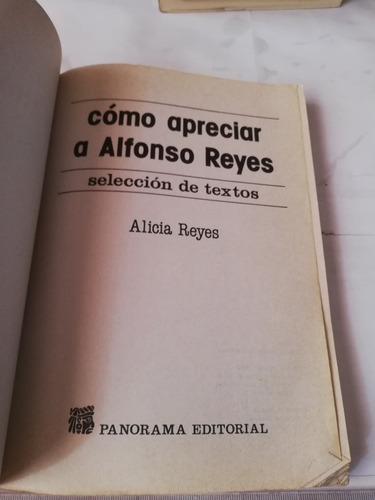 cómo apreciar
a Alfonso Reyes
selección de textos
Alicia Reyes
PANORAMA EDITORIAL